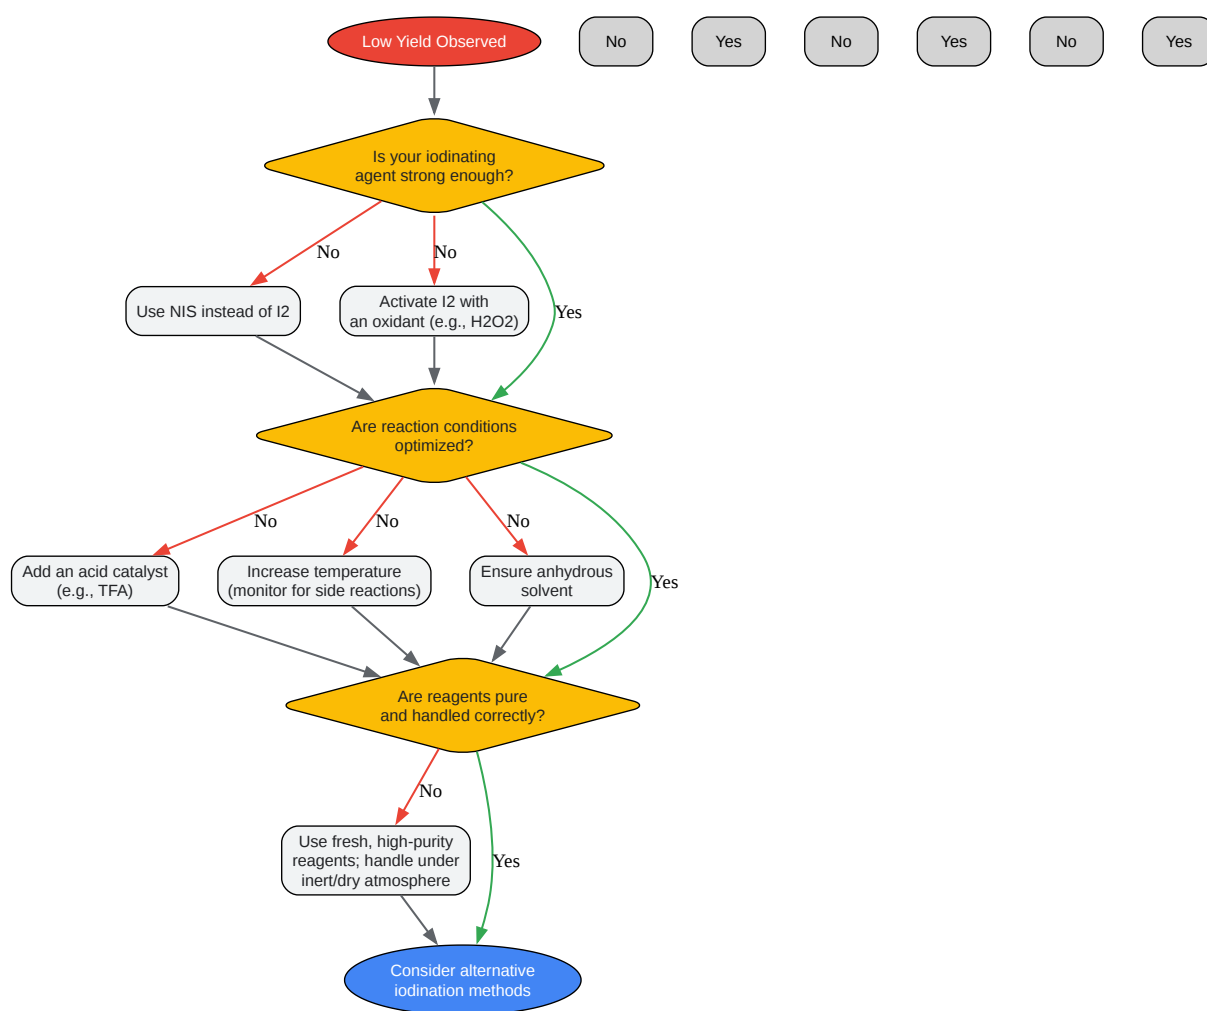 Low Yield Observed
No
Yes
No
Yes
No
Yes
Is your iodinating
agent strong enough?
No
No
Yes
Use NIS instead of I2
Activate I2 with
an oxidant (e.g., H2O2)
Are reaction conditions
optimized?
No
No
No
Yes
Add an acid catalyst
(e.g., TFA)
Increase temperature
(monitor for side reactions)
Ensure anhydrous
solvent
Are reagents pure
and handled correctly?
No
Yes
Use fresh, high-purity
reagents; handle under
inert/dry atmosphere
Consider alternative
iodination methods